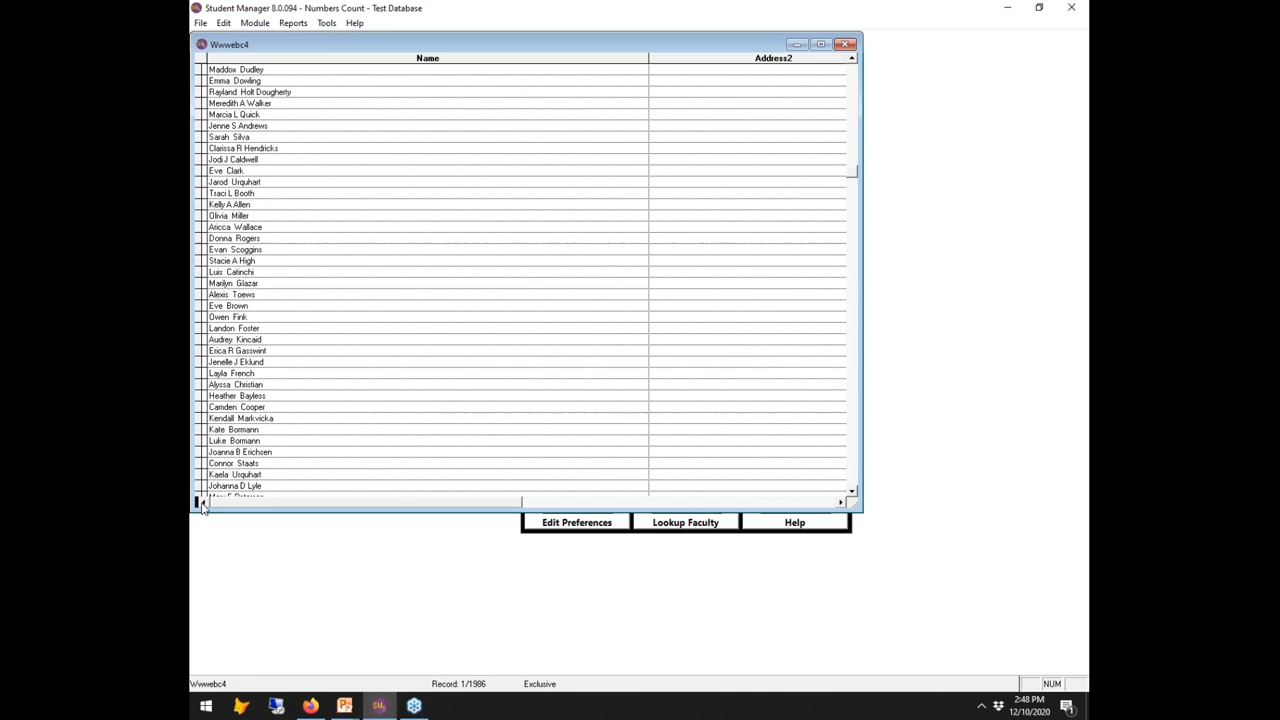 Student Manager 8.0.094 - Numbers Count - Test Database
File Edit Module Reports Tools Help
Wwwebc4
Name Address2
Maddox Dudley
Emma Dowling
Rayland Holt Dougherty
Meredith A Walker
Marcia L Quick
Jenne S Andrews
Sarah Silva
Clarissa R Hendricks
Jodi J Caldwell
Eve Clark
Jarod Urquhart
Traci L Booth
Kelly A Allen
Olivia Miller
Aricca Wallace
Donna Rogers
Evan Scoggins
Stacie A High
Luis Catinchi
Marilyn Glazar
Alexis Toews
Eve Brown
Owen Fink
Landon Foster
Audrey Kincaid
Erica R Gasswint
Jenelle J Eklund
Layla French
Alyssa Christian
Heather Bayless
Camden Cooper
Kendall Markvicka
Kate Bormann
Luke Bormann
Joanna B Erichsen
Connor Staats
Kaela Urquhart
Johanna D Lyle
Edit Preferences Lookup Faculty Help
Wwwebc4 Record: 1/1986 Exclusive NUM
SM
2:48 PM
12/10/2020
1